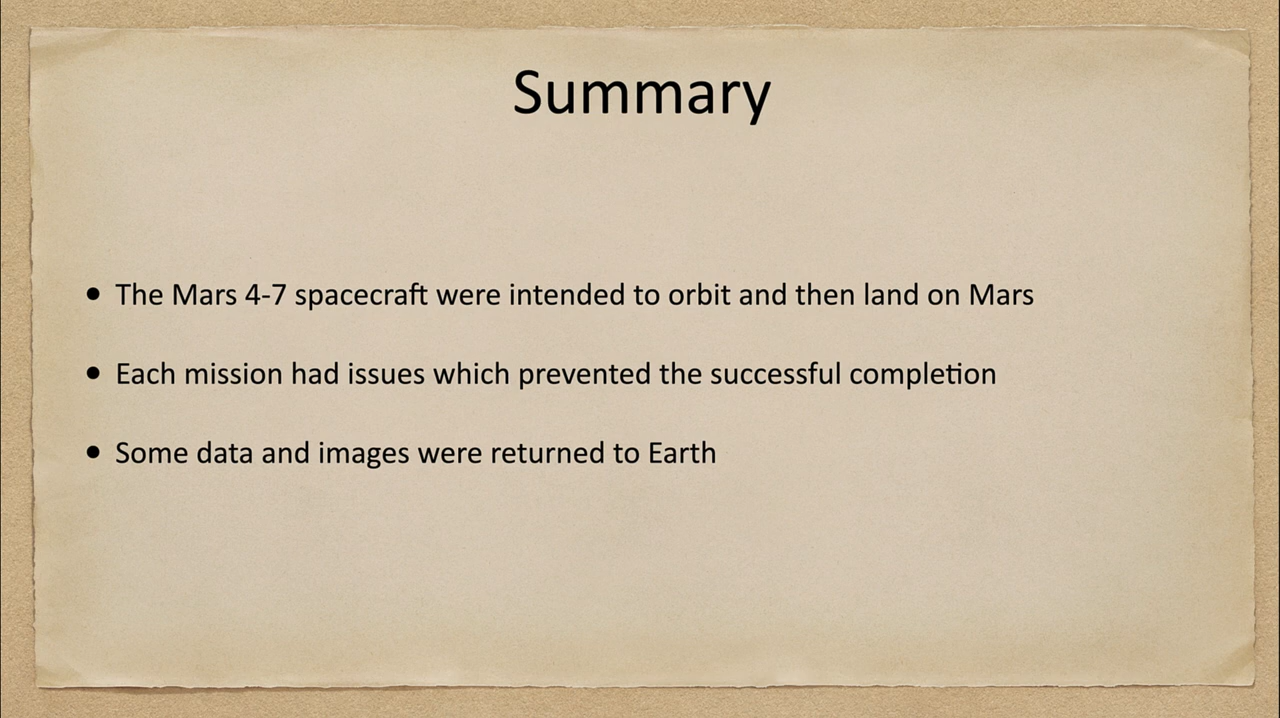 Summary
• The Mars 4-7 spacecraft were intended to orbit and then land on Mars
• Each mission had issues which prevented the successful completion
• Some data and images were returned to Earth